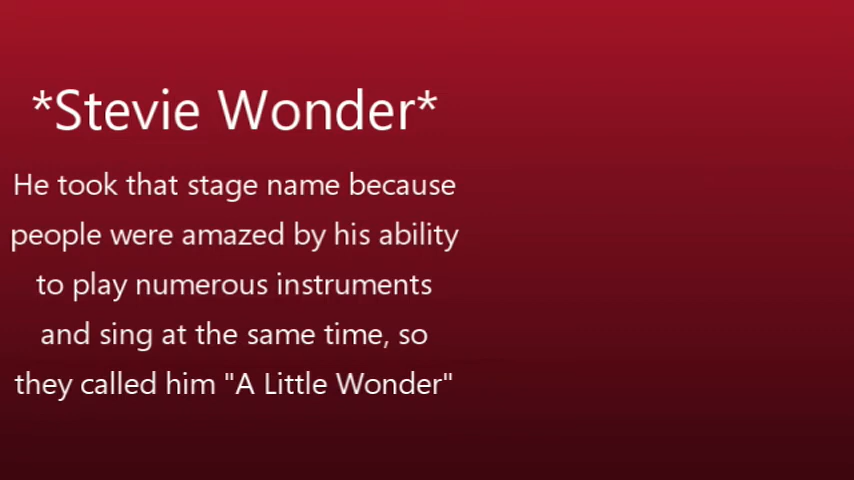 *Stevie Wonder*
He took that stage name because
people were amazed by his ability
to play numerous instruments
and sing at the same time, so
they called him "A Little Wonder"